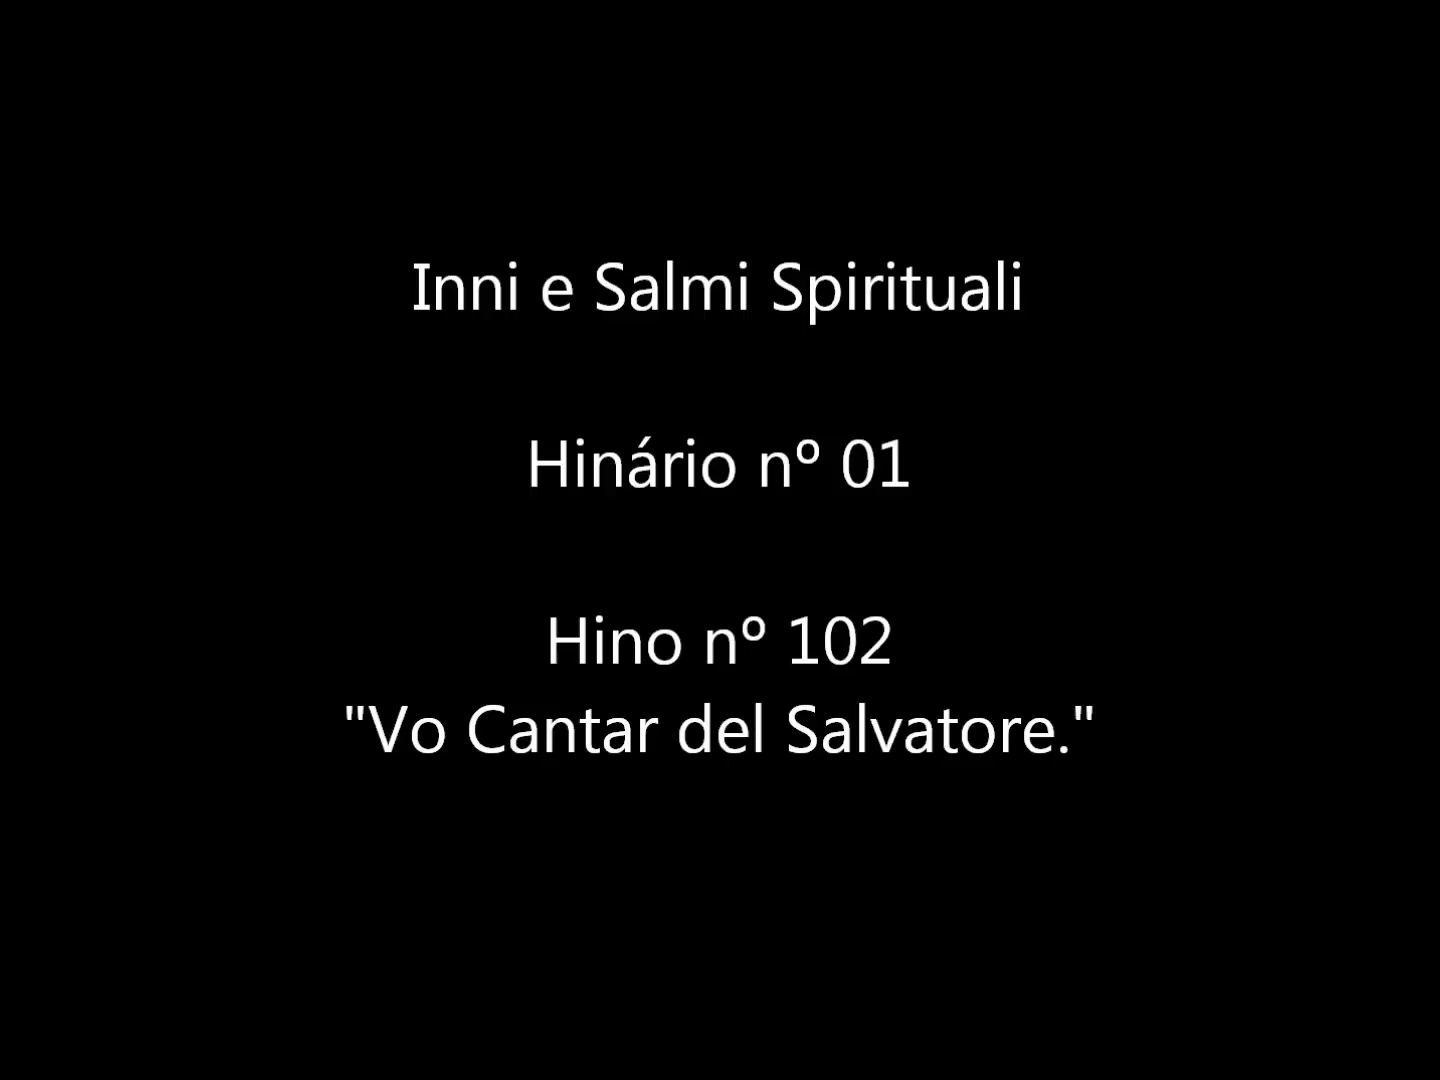 Inni e Salmi Spirituali
Hinário nº 01
Hino nº 102
"Vo Cantar del Salvatore."